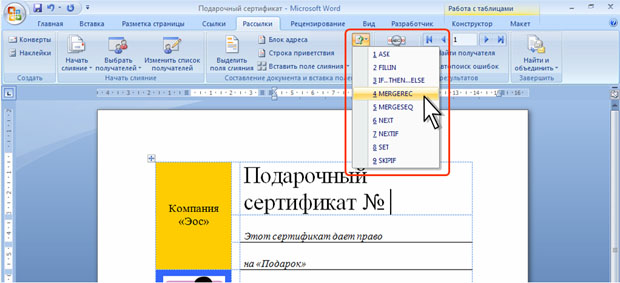 Подарочный сертификат - Microsoft Word
Работа с таблицами
Вставка
Разметка страницы
Ссылки
Рассылки
Рецензирование
Вид
Разработчик
Конструктор
Макет
Конверты
Наклейки
Создать
Начать слияние
Выбрать получателей
Изменить список получателей
Начать слияние
Выделить поля слияния
Блок адреса
Строка приветствия
Вставить поле слияния
Составление документа и вставка полей
1
Найти получателя
Найти и объединить
Завершить
1 ASK
2 FILLIN
3 IF...THEN...ELSE
4 MERGEREC
5 MERGESEQ
6 NEXT
7 NEXTIF
8 SET
9 SKIPIF
Компания
«Эос»
Подарочный
сертификат №
Этот сертификат дает право
на «Подарок»